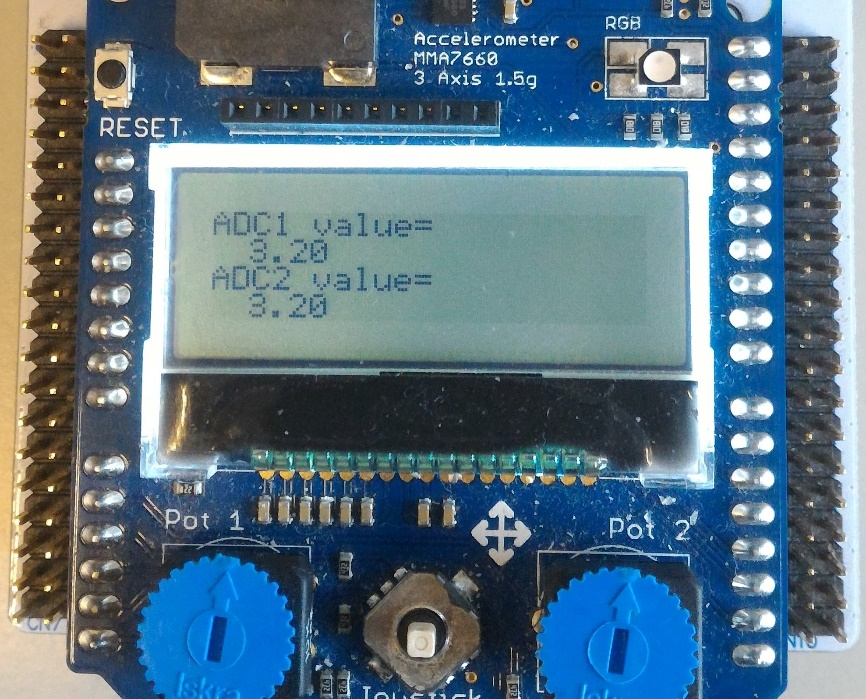 RGB
Accelerometer
MMA7660
3 Axis 1.5g
RESET
ADC1 value=
3.20
ADC2 value=
3.20
Pot 1
Pot 2
Iskra
Joystick